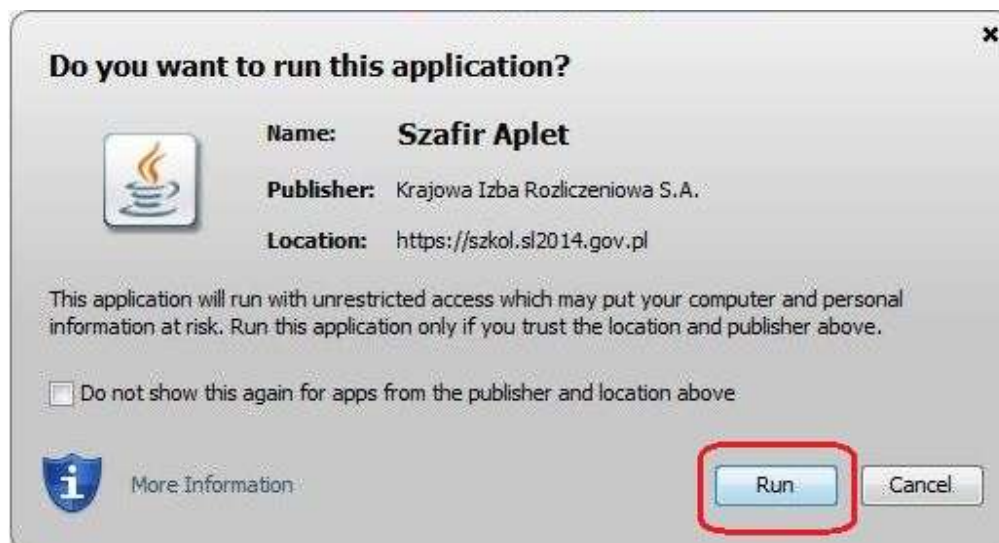 Do you want to run this application?
Name: Szafir Aplet
Publisher: Krajowa Izba Rozliczeniowa S.A.
Location: https://szkol.sl2014.gov.pl
This application will run with unrestricted access which may put your computer and personal
information at risk. Run this application only if you trust the location and publisher above.
Do not show this again for apps from the publisher and location above
More Information
Run Cancel